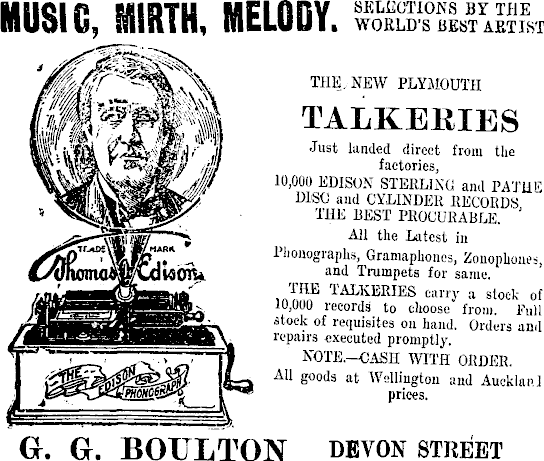 MUSIC, MIRTH, MELODY.
SELECTIONS BY THE
WORLD'S BEST ARTIST
THE NEW PLYMOUTH
TALKERIES
Just landed direct from the
factories,
10,000 EDISON STERLING and PATHE
DISC and CYLINDER RECORDS,
THE BEST PROCURABLE.
All the Latest in
Phonographs, Gramaphones, Zonophones,
and Trumpets for same.
THE TALKERIES carry a stock of
10,000 records to choose from. Full
stock of requisites on hand. Orders and
repairs executed promptly.
NOTE.—CASH WITH ORDER.
All goods at Wellington and Auckland
prices.
TRADE MARK
Thomas A Edison
THE EDISON PHONOGRAPH
G. G. BOULTON DEVON STREET